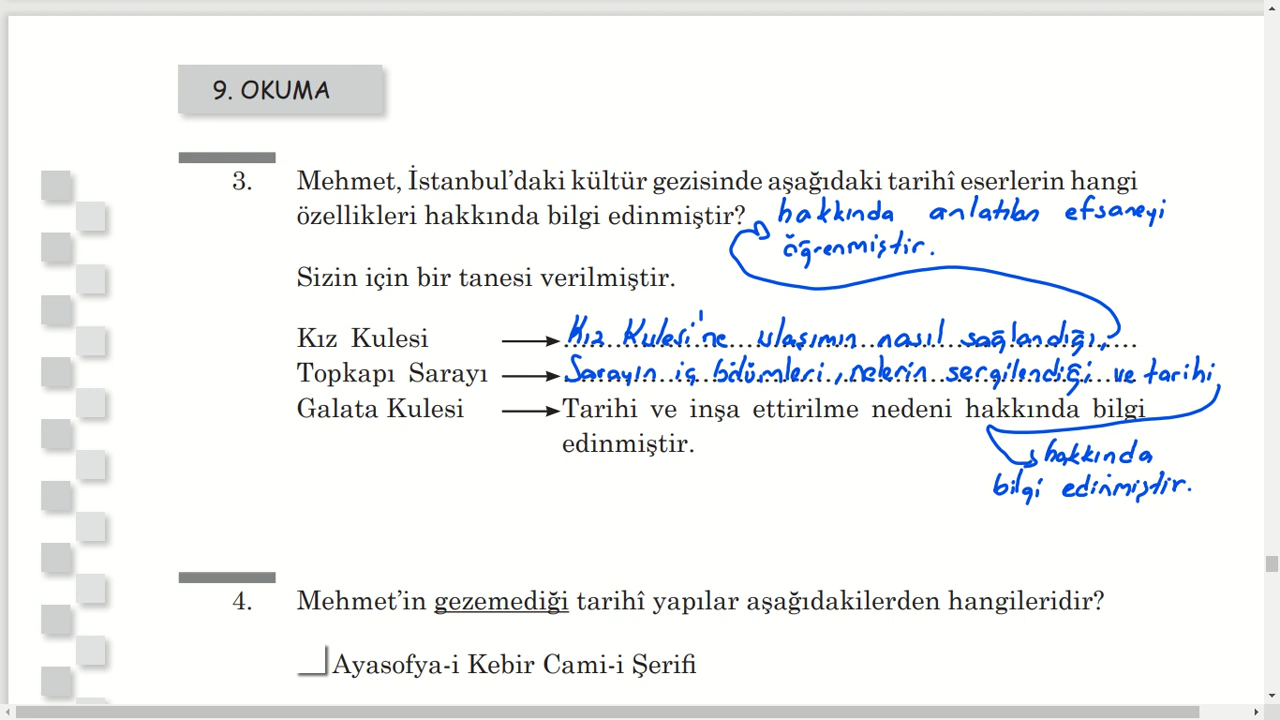 9. OKUMA
3. Mehmet, İstanbul'daki kültür gezisinde aşağıdaki tarihî eserlerin hangi
özellikleri hakkında bilgi edinmiştir?
hakkında anlatılan efsaneyi
öğrenmiştir.
Sizin için bir tanesi verilmiştir.
Kız Kulesi → Kız Kulesi'ne ulaşımın nasıl sağlandığı,
Topkapı Sarayı → Sarayın iç bölümleri, nelerin sergilendiği ve tarihi
Galata Kulesi → Tarihi ve inşa ettirilme nedeni hakkında bilgi
edinmiştir.
hakkında
bilgi edinmiştir.
4. Mehmet'in gezemediği tarihî yapılar aşağıdakilerden hangileridir?
Ayasofya-i Kebir Cami-i Şerifi